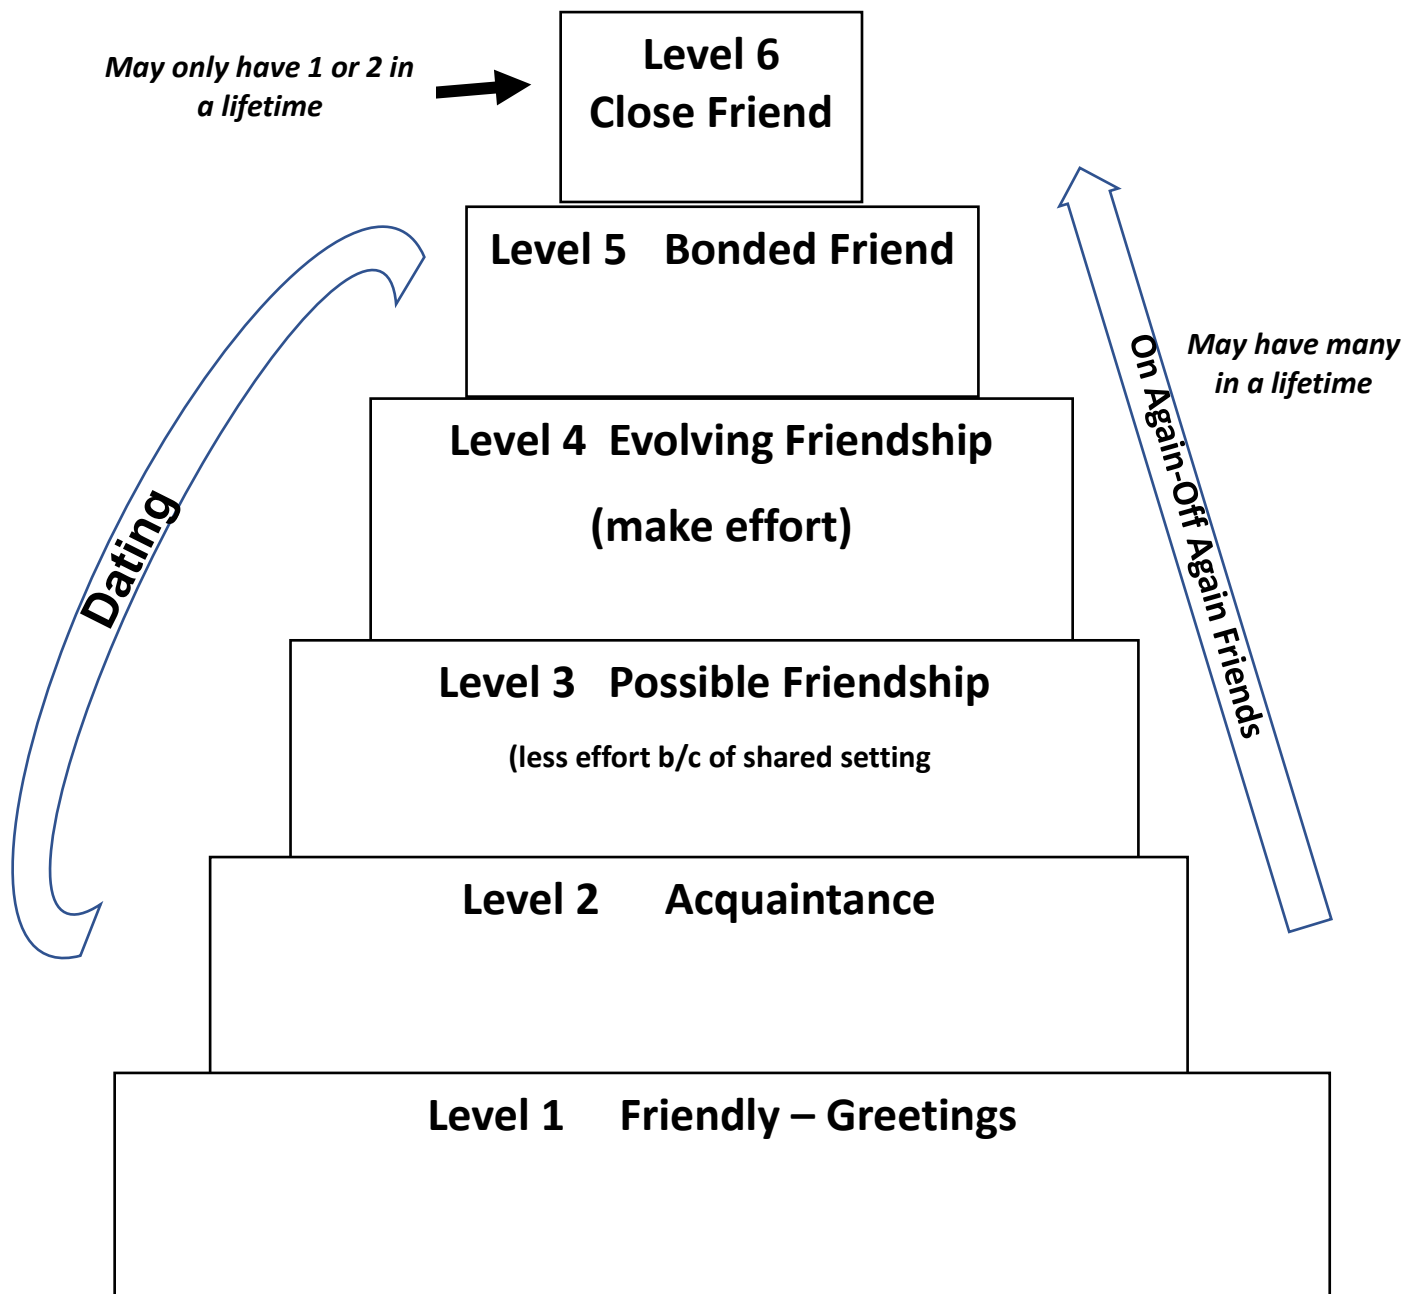 May only have 1 or 2 in
a lifetime
Level 6
Close Friend
Level 5 Bonded Friend
May have many
in a lifetime
On Again-Off Again Friends
Level 4 Evolving Friendship
(make effort)
Dating
Level 3 Possible Friendship
(less effort b/c of shared setting
Level 2 Acquaintance
Level 1 Friendly – Greetings